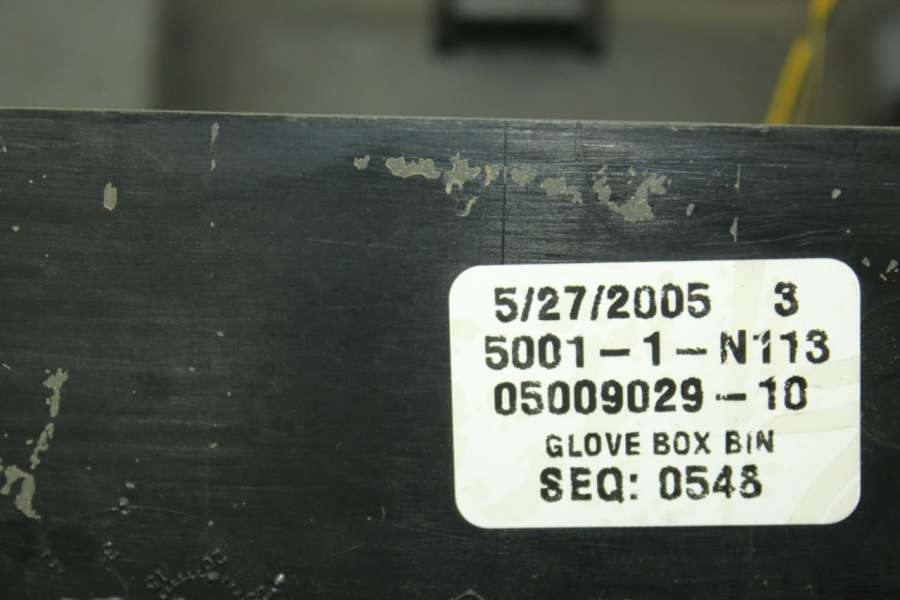 5/27/2005 3
5001-1-N113
05009029-10
GLOVE BOX BIN
SEQ: 0548